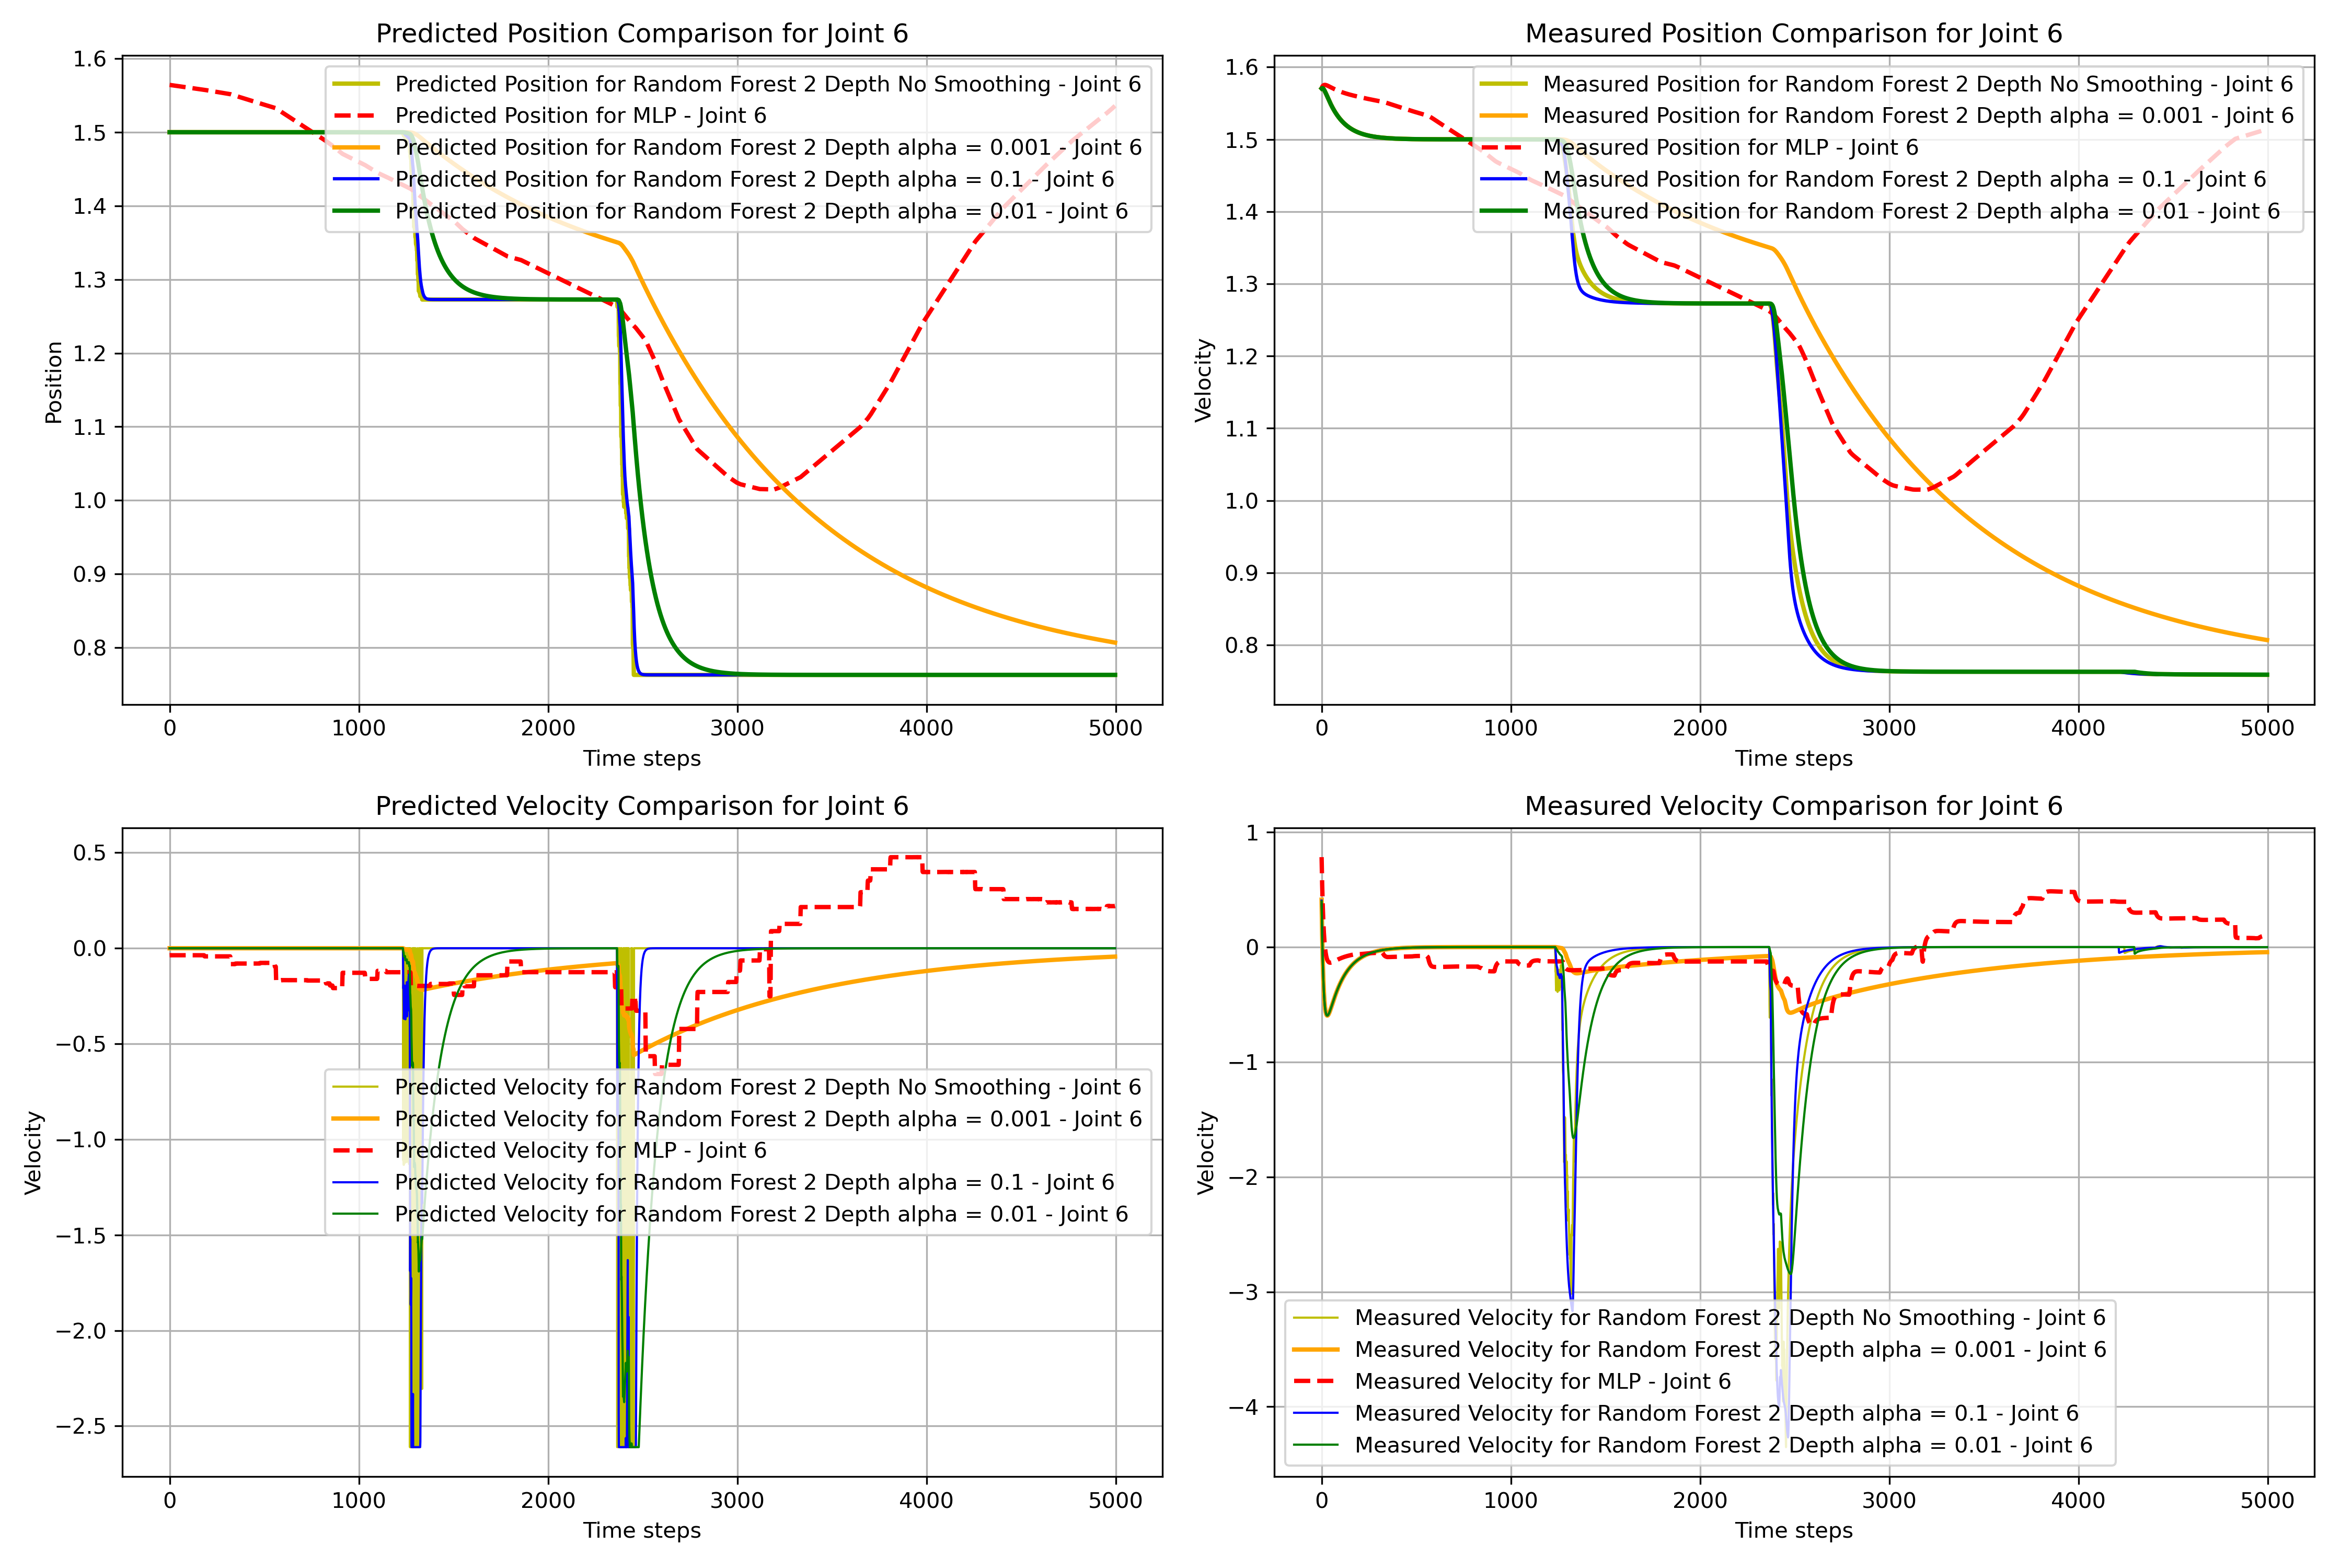 Predicted Position Comparison for Joint 6
1.6
1.5
1.4
1.3
1.2
1.1
1.0
0.9
0.8
Position
Predicted Position for Random Forest 2 Depth No Smoothing - Joint 6
Predicted Position for MLP - Joint 6
Predicted Position for Random Forest 2 Depth alpha = 0.001 - Joint 6
Predicted Position for Random Forest 2 Depth alpha = 0.1 - Joint 6
Predicted Position for Random Forest 2 Depth alpha = 0.01 - Joint 6
0 1000 2000 3000 4000 5000
Time steps
Measured Position Comparison for Joint 6
1.6
1.5
1.4
1.3
1.2
1.1
1.0
0.9
0.8
Velocity
Measured Position for Random Forest 2 Depth No Smoothing - Joint 6
Measured Position for Random Forest 2 Depth alpha = 0.001 - Joint 6
Measured Position for MLP - Joint 6
Measured Position for Random Forest 2 Depth alpha = 0.1 - Joint 6
Measured Position for Random Forest 2 Depth alpha = 0.01 - Joint 6
0 1000 2000 3000 4000 5000
Time steps
Predicted Velocity Comparison for Joint 6
0.5
0.0
−0.5
−1.0
−1.5
−2.0
−2.5
Velocity
Predicted Velocity for Random Forest 2 Depth No Smoothing - Joint 6
Predicted Velocity for Random Forest 2 Depth alpha = 0.001 - Joint 6
Predicted Velocity for MLP - Joint 6
Predicted Velocity for Random Forest 2 Depth alpha = 0.1 - Joint 6
Predicted Velocity for Random Forest 2 Depth alpha = 0.01 - Joint 6
0 1000 2000 3000 4000 5000
Time steps
Measured Velocity Comparison for Joint 6
1
0
−1
−2
−3
−4
Velocity
Measured Velocity for Random Forest 2 Depth No Smoothing - Joint 6
Measured Velocity for Random Forest 2 Depth alpha = 0.001 - Joint 6
Measured Velocity for MLP - Joint 6
Measured Velocity for Random Forest 2 Depth alpha = 0.1 - Joint 6
Measured Velocity for Random Forest 2 Depth alpha = 0.01 - Joint 6
0 1000 2000 3000 4000 5000
Time steps